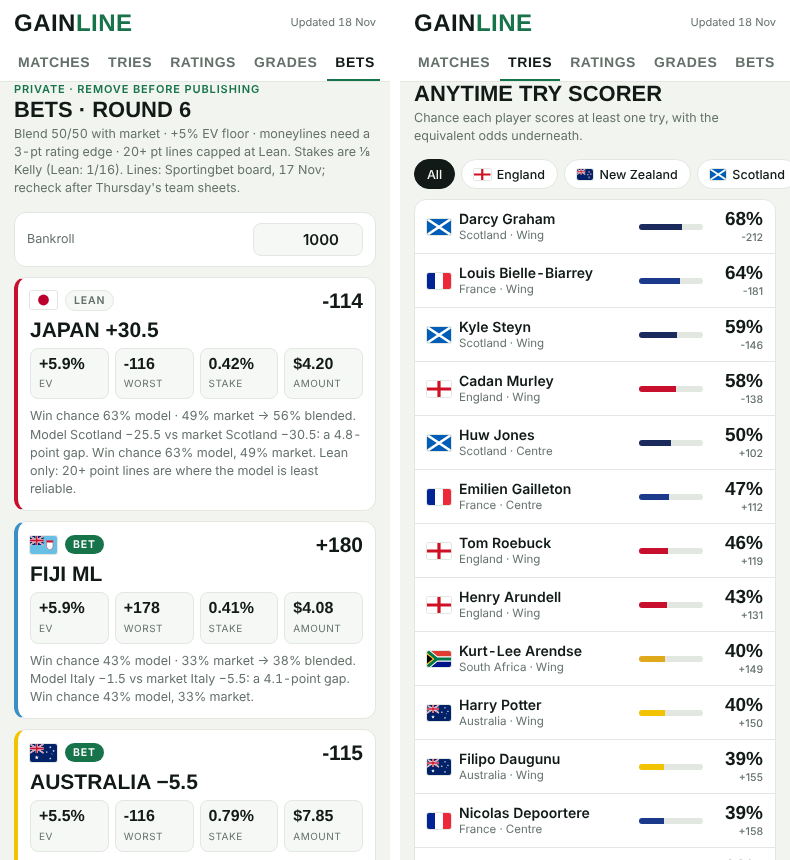 GAINLINE
Updated 18 Nov
MATCHES TRIES RATINGS GRADES BETS
PRIVATE · REMOVE BEFORE PUBLISHING
BETS · ROUND 6
Blend 50/50 with market · +5% EV floor · moneylines need a
3-pt rating edge · 20+ pt lines capped at Lean. Stakes are ⅛
Kelly (Lean: 1/16). Lines: Sportingbet board, 17 Nov;
recheck after Thursday's team sheets.
Bankroll
1000
LEAN
-114
JAPAN +30.5
+5.9% -116 0.42% $4.20
EV WORST STAKE AMOUNT
Win chance 63% model · 49% market → 56% blended.
Model Scotland −25.5 vs market Scotland −30.5: a 4.8-
point gap. Win chance 63% model, 49% market. Lean
only: 20+ point lines are where the model is least
reliable.
BET
+180
FIJI ML
+5.9% +178 0.41% $4.08
EV WORST STAKE AMOUNT
Win chance 43% model · 33% market → 38% blended.
Model Italy −1.5 vs market Italy −5.5: a 4.1-point gap.
Win chance 43% model, 33% market.
BET
-115
AUSTRALIA −5.5
+5.5% -116 0.79% $7.85
EV WORST STAKE AMOUNT
GAINLINE
Updated 18 Nov
MATCHES TRIES RATINGS GRADES BETS
ANYTIME TRY SCORER
Chance each player scores at least one try, with the
equivalent odds underneath.
All England New Zealand Scotland
Darcy Graham 68%
Scotland · Wing -212
Louis Bielle-Biarrey 64%
France · Wing -181
Kyle Steyn 59%
Scotland · Wing -146
Cadan Murley 58%
England · Wing -138
Huw Jones 50%
Scotland · Centre +102
Emilien Gailleton 47%
France · Centre +112
Tom Roebuck 46%
England · Wing +119
Henry Arundell 43%
England · Wing +131
Kurt-Lee Arendse 40%
South Africa · Wing +149
Harry Potter 40%
Australia · Wing +150
Filipo Daugunu 39%
Australia · Wing +155
Nicolas Depoortere 39%
France · Centre +158